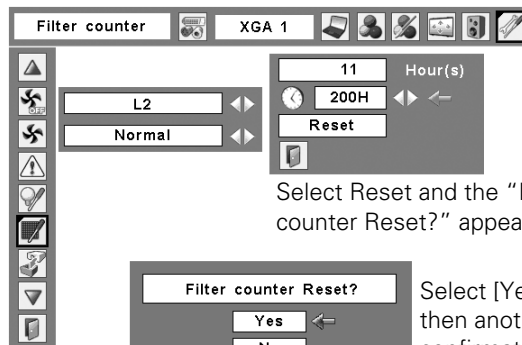 Filter counter
XGA 1
11 Hour(s)
L2
200H
Normal
Reset
OFF
Select Reset and the
counter Reset?" appea
Filter counter Reset?
Yes
Select [Ye
then anot